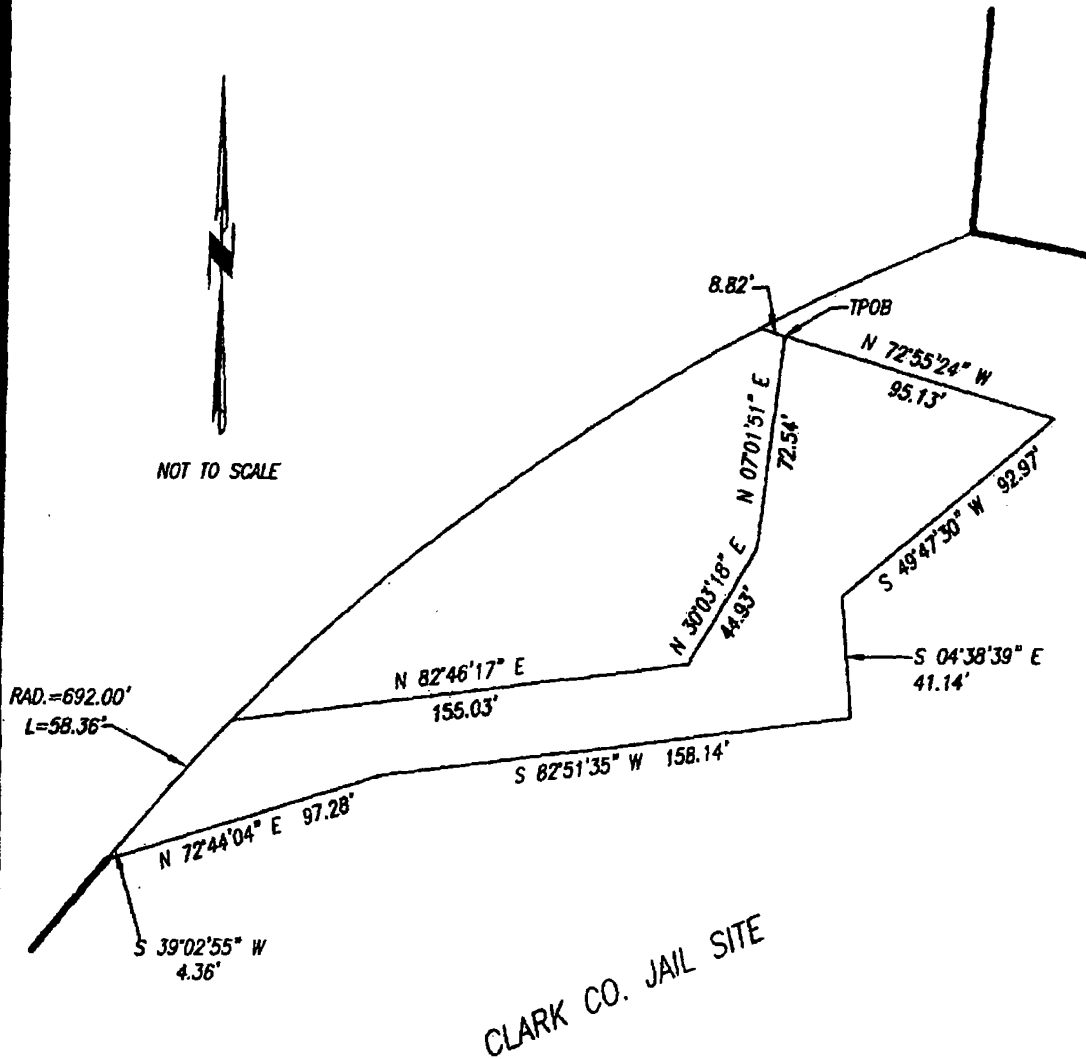 8.82'
TPOB
N 72°55'24" W
95.13'
N 07°01'51" E
72.54'
NOT TO SCALE
S 49°47'30" W 92.97'
N 30°03'18" E
44.93'
S 04°38'39" E
41.14'
N 82°46'17" E
155.03'
RAD.=692.00'
L=58.36'
S 82°51'35" W 158.14'
N 72°44'04" E 97.28'
S 39°02'55" W
4.36'
CLARK CO. JAIL SITE